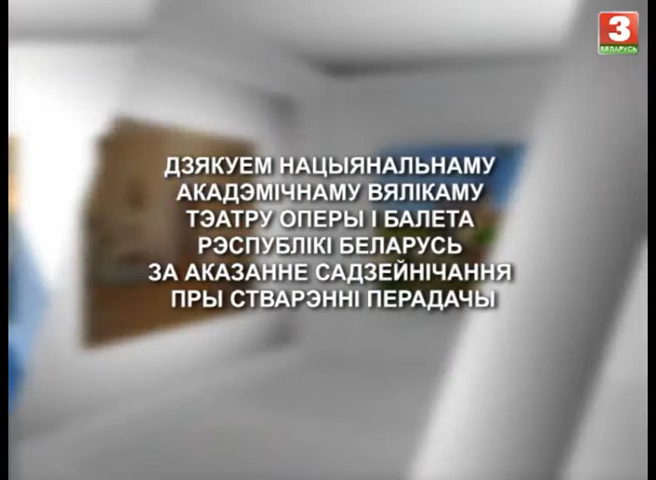 3
БЕЛАРУСЬ
ДЗЯКУЕМ НАЦЫЯНАЛЬНАМУ
АКАДЭМІЧНАМУ ВЯЛІКАМУ
ТЭАТРУ ОПЕРЫ І БАЛЕТА
РЭСПУБЛІКІ БЕЛАРУСЬ
ЗА АКАЗАННЕ САДЗЕЙНІЧАННЯ
ПРЫ СТВАРЭННІ ПЕРАДАЧЫ